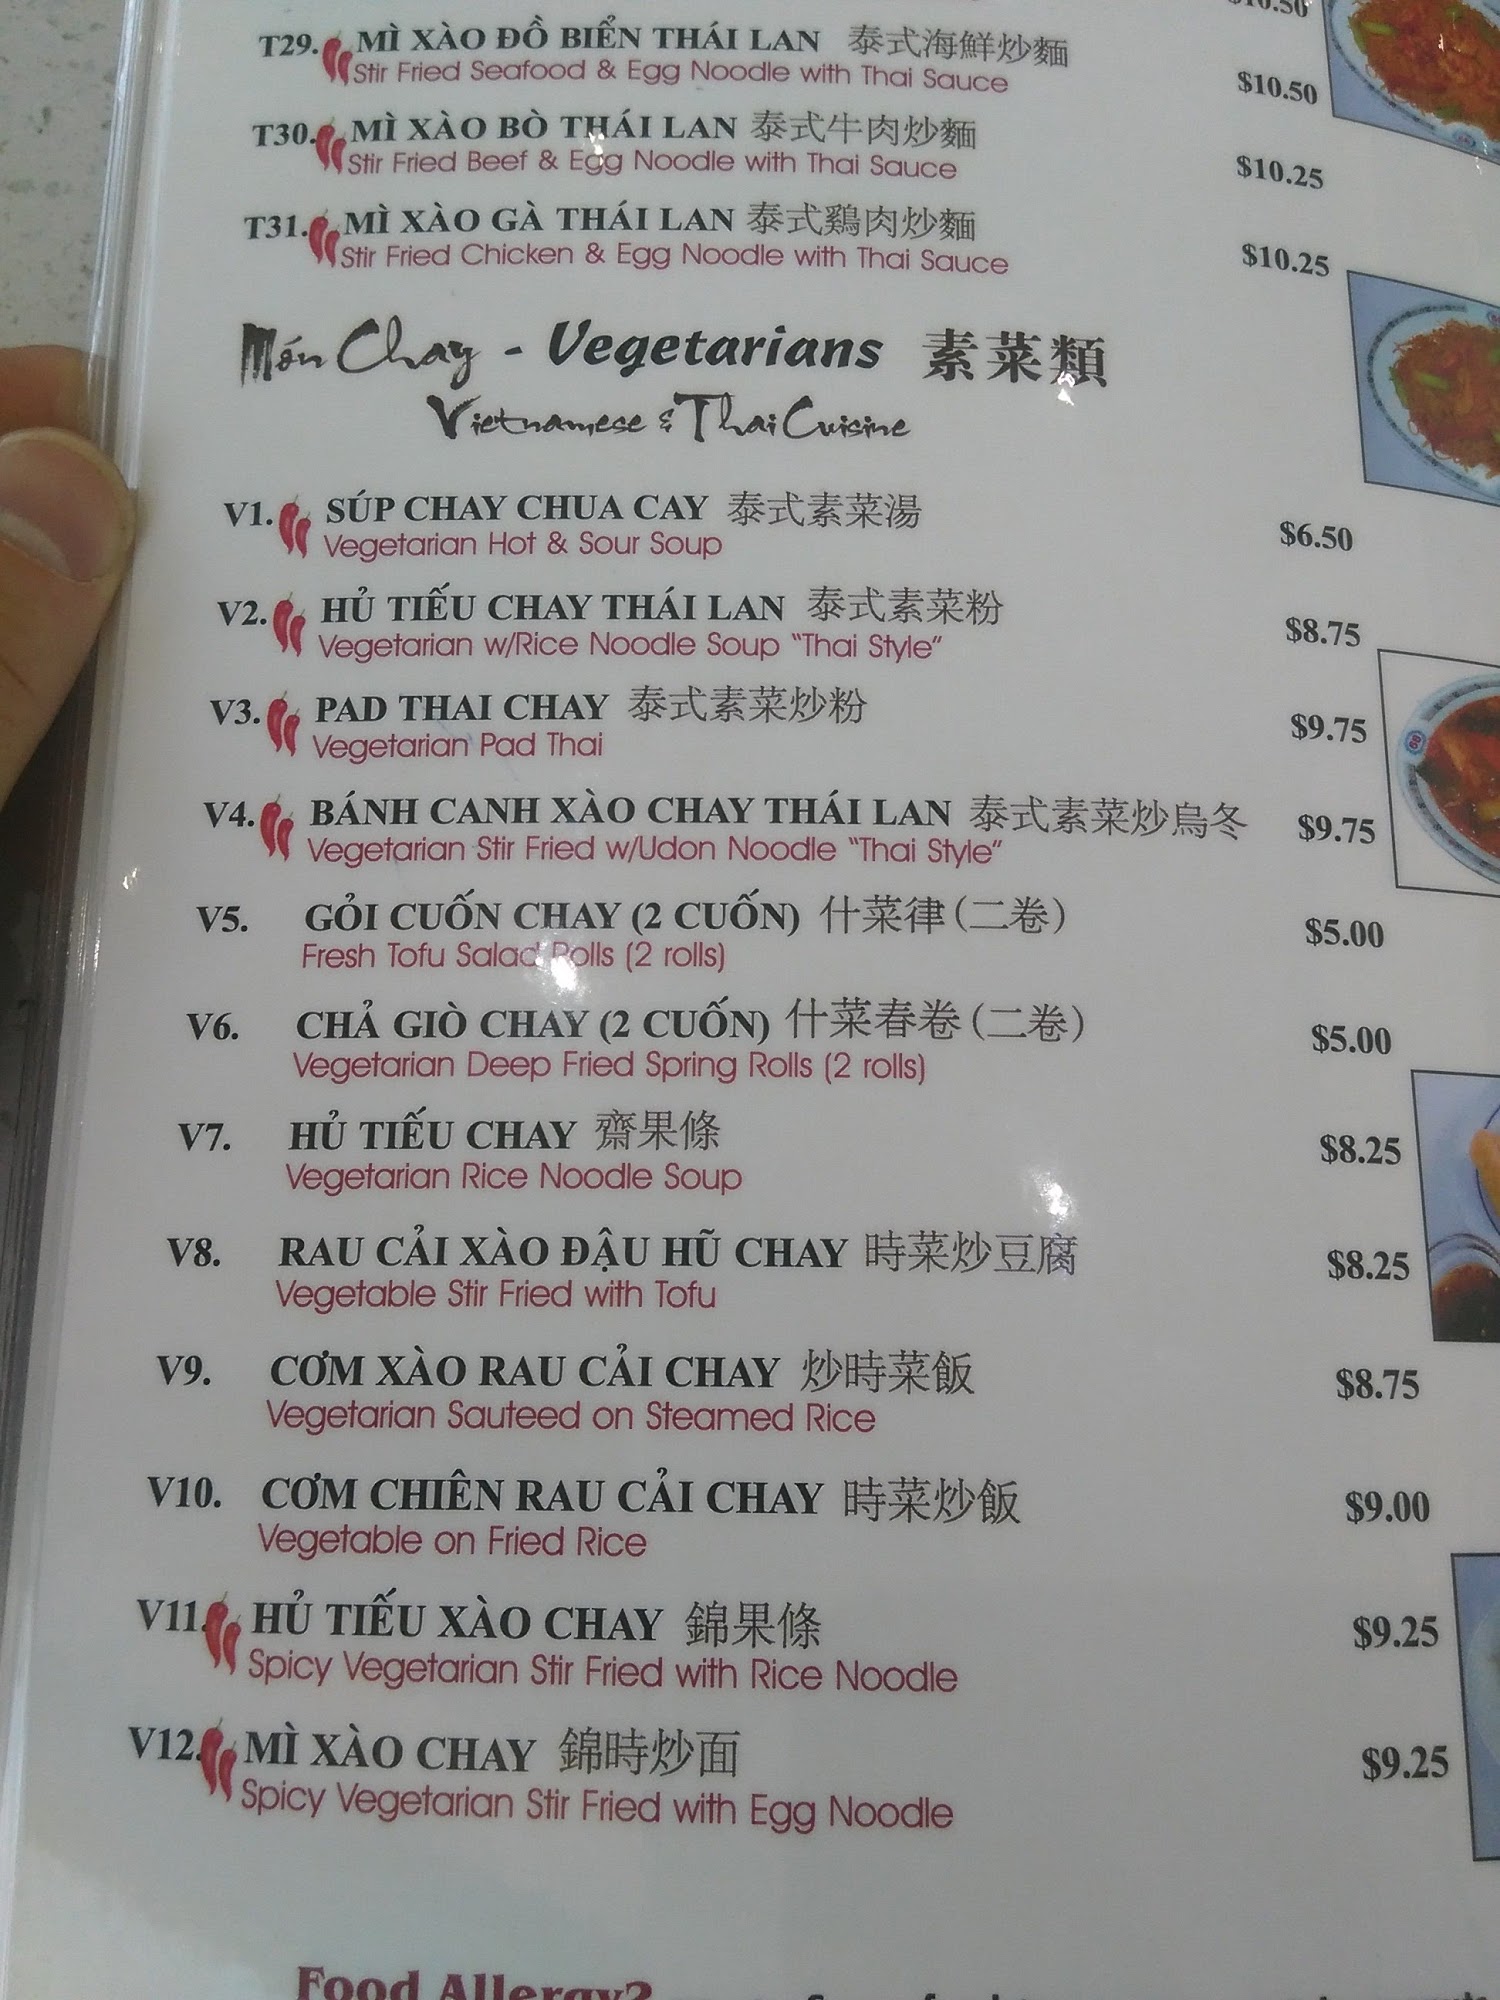 $10.50
T29. MÌ XÀO ĐỒ BIỂN THÁI LAN 泰式海鮮炒麵
Stir Fried Seafood & Egg Noodle with Thai Sauce $10.50
T30. MÌ XÀO BÒ THÁI LAN 泰式牛肉炒麵
Stir Fried Beef & Egg Noodle with Thai Sauce $10.25
T31. MÌ XÀO GÀ THÁI LAN 泰式鷄肉炒麵
Stir Fried Chicken & Egg Noodle with Thai Sauce $10.25
Món Chay - Vegetarians 素菜類
Vietnamese & Thai Cuisine
V1. SÚP CHAY CHUA CAY 泰式素菜湯
Vegetarian Hot & Sour Soup $6.50
V2. HỦ TIẾU CHAY THÁI LAN 泰式素菜粉
Vegetarian w/Rice Noodle Soup "Thai Style" $8.75
V3. PAD THAI CHAY 泰式素菜炒粉
Vegetarian Pad Thai $9.75
V4. BÁNH CANH XÀO CHAY THÁI LAN 泰式素菜炒烏冬 $9.75
Vegetarian Stir Fried w/Udon Noodle "Thai Style"
V5. GỎI CUỐN CHAY (2 CUỐN) 什菜律(二卷) $5.00
Fresh Tofu Salad Rolls (2 rolls)
V6. CHẢ GIÒ CHAY (2 CUỐN) 什菜春卷(二卷) $5.00
Vegetarian Deep Fried Spring Rolls (2 rolls)
V7. HỦ TIẾU CHAY 齋果條 $8.25
Vegetarian Rice Noodle Soup
V8. RAU CẢI XÀO ĐẬU HŨ CHAY 時菜炒豆腐 $8.25
Vegetable Stir Fried with Tofu
V9. CƠM XÀO RAU CẢI CHAY 炒時菜飯 $8.75
Vegetarian Sauteed on Steamed Rice
V10. CƠM CHIÊN RAU CẢI CHAY 時菜炒飯 $9.00
Vegetable on Fried Rice
V11. HỦ TIẾU XÀO CHAY 錦果條 $9.25
Spicy Vegetarian Stir Fried with Rice Noodle
V12. MÌ XÀO CHAY 錦時炒面 $9.25
Spicy Vegetarian Stir Fried with Egg Noodle
Food Allergy?